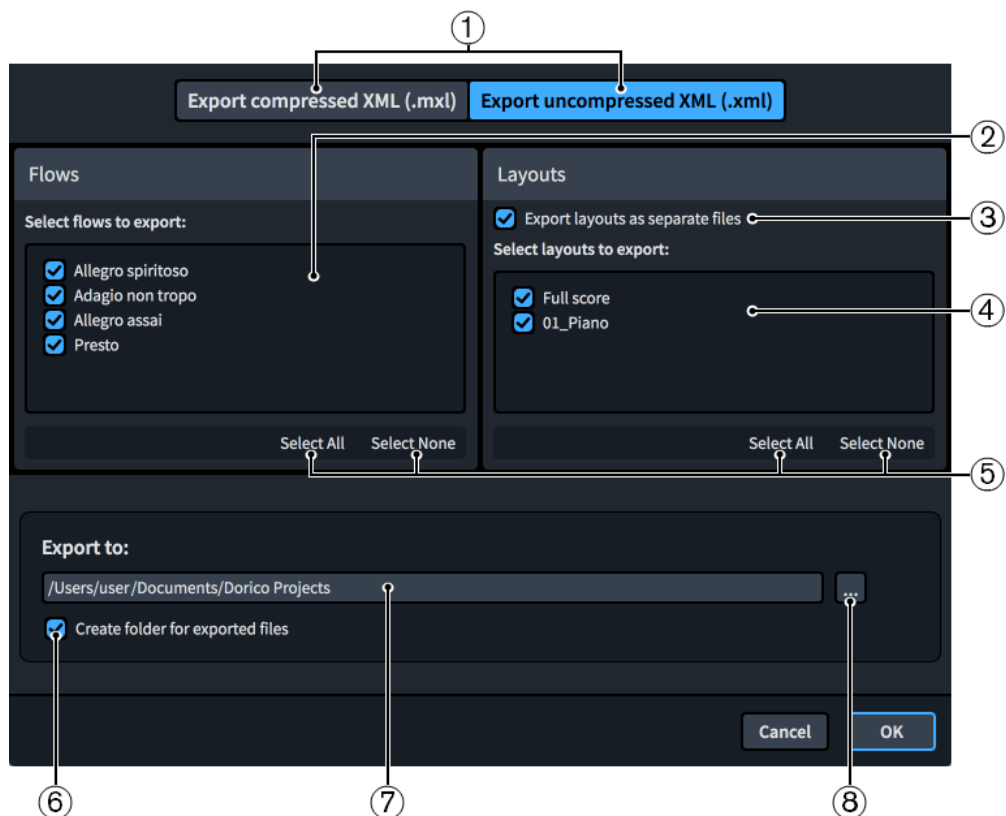 ①
Export compressed XML (.mxl) Export uncompressed XML (.xml)
②
Flows
Select flows to export:
Allegro spiritoso
Adagio non tropo
Allegro assai
Presto
Select All Select None
Layouts
Export layouts as separate files
③
Select layouts to export:
Full score
01_Piano
④
Select All Select None
⑤
Export to:
/Users/user/Documents/Dorico Projects
...
Create folder for exported files
Cancel OK
⑥ ⑦ ⑧